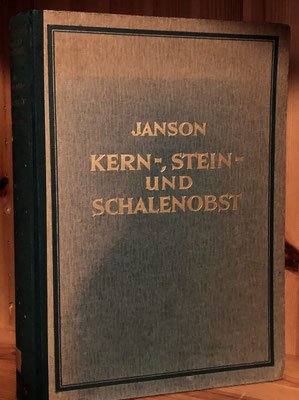 JANSON
KERN-, STEIN-
UND
SCHALENOBST